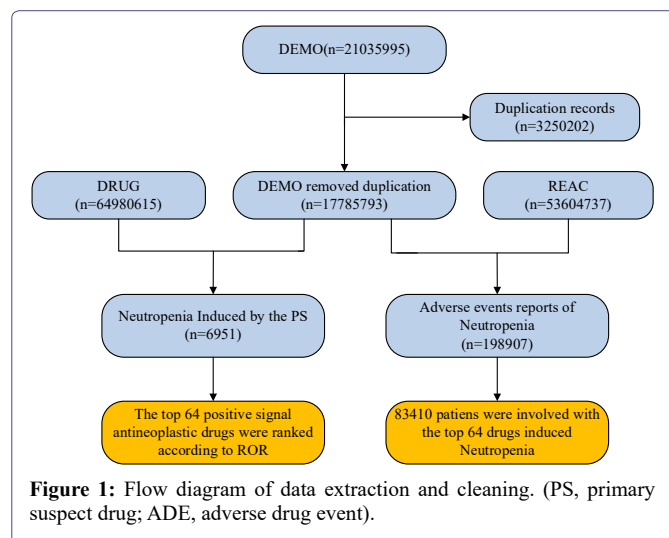 DEMO(n=21035995)
Duplication records
(n=3250202)
DRUG
(n=64980615)
DEMO removed duplication
(n=17785793)
REAC
(n=53604737)
Neutropenia Induced by the PS
(n=6951)
Adverse events reports of
Neutropenia
(n=198907)
The top 64 positive signal
antineoplastic drugs were ranked
according to ROR
83410 patiens were involved with
the top 64 drugs induced
Neutropenia
Figure 1: Flow diagram of data extraction and cleaning. (PS, primary
suspect drug; ADE, adverse drug event).